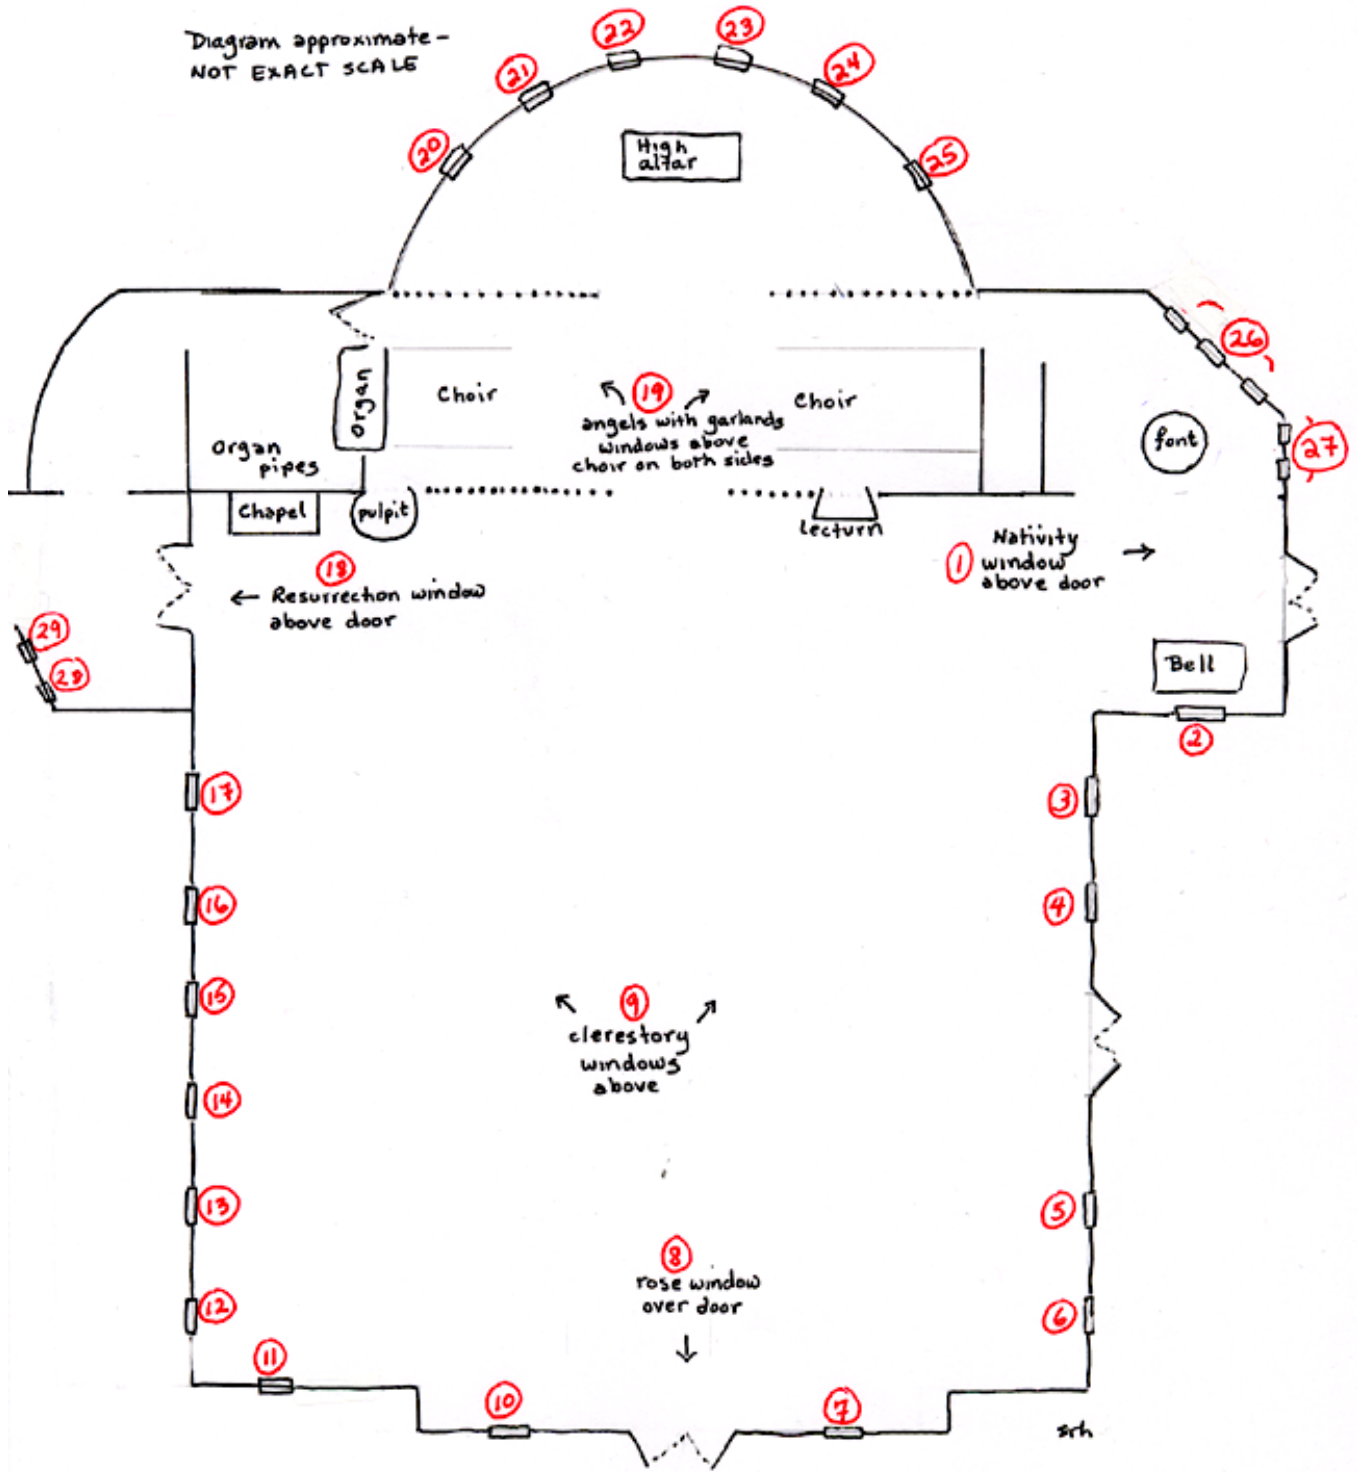 Diagram approximate -
NOT EXACT SCALE
22
23
21
24
20
25
High
altar
26
27
Organ
Choir
19
angels with garlands
windows above
choir on both sides
Choir
font
Organ
pipes
Chapel
Pulpit
lecturn
1
Nativity
window
above door
18
Resurrection window
above door
29
28
Bell
2
17
3
16
4
15
9
clerestory
windows
above
14
13
5
8
rose window
over door
12
6
11
10
7
srh